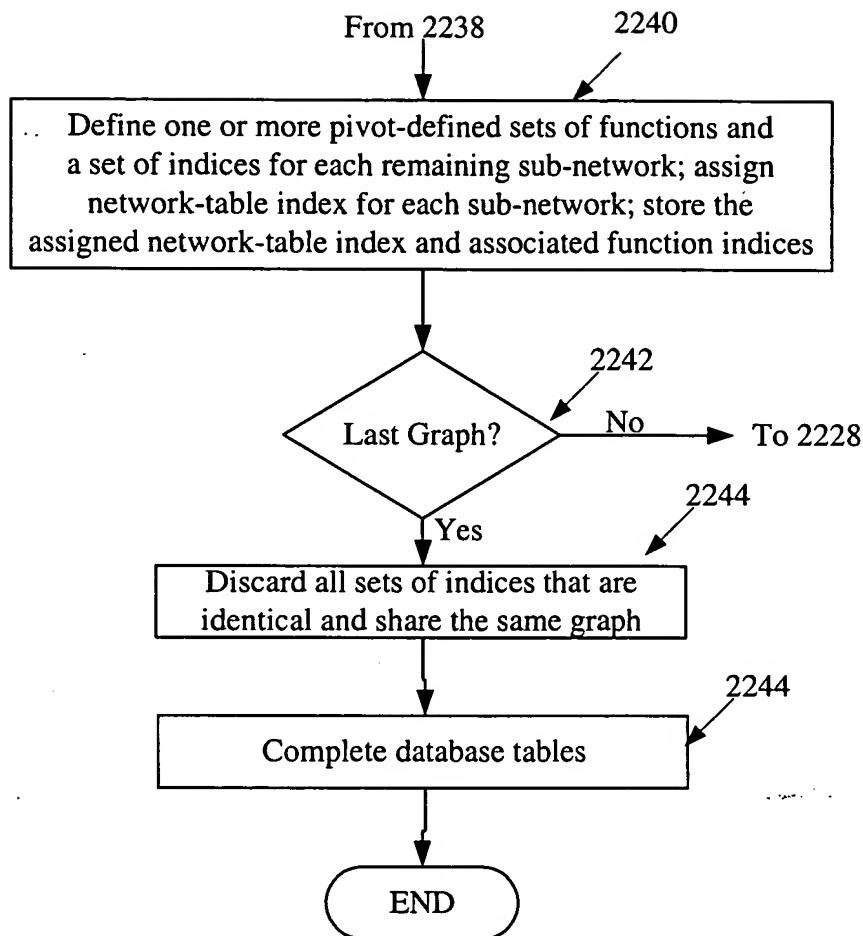 From 2238
2240
Define one or more pivot-defined sets of functions and
a set of indices for each remaining sub-network; assign
network-table index for each sub-network; store the
assigned network-table index and associated function indices
2242
Last Graph?
No
To 2228
Yes
2244
Discard all sets of indices that are
identical and share the same graph
2244
Complete database tables
END